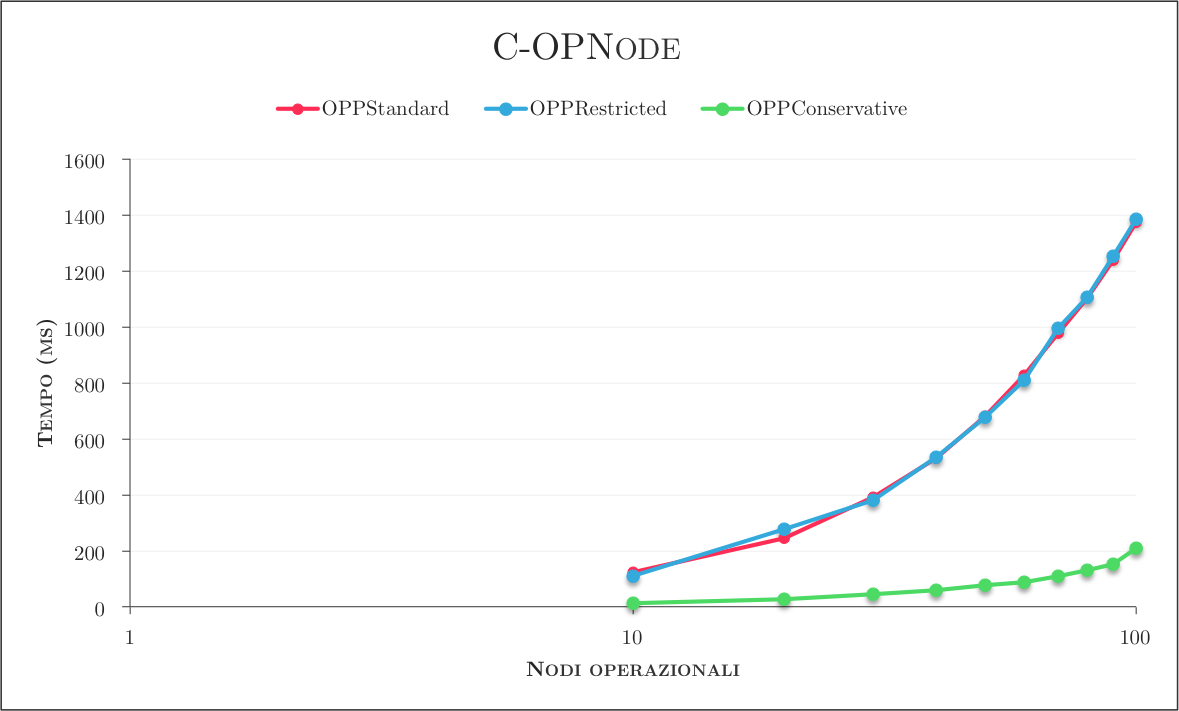 C-OPNode
OPPStandard OPPRestricted OPPConservative
1600
1400
1200
1000
800
600
400
200
0
Tempo (ms)
1 10 100
Nodi operazionali